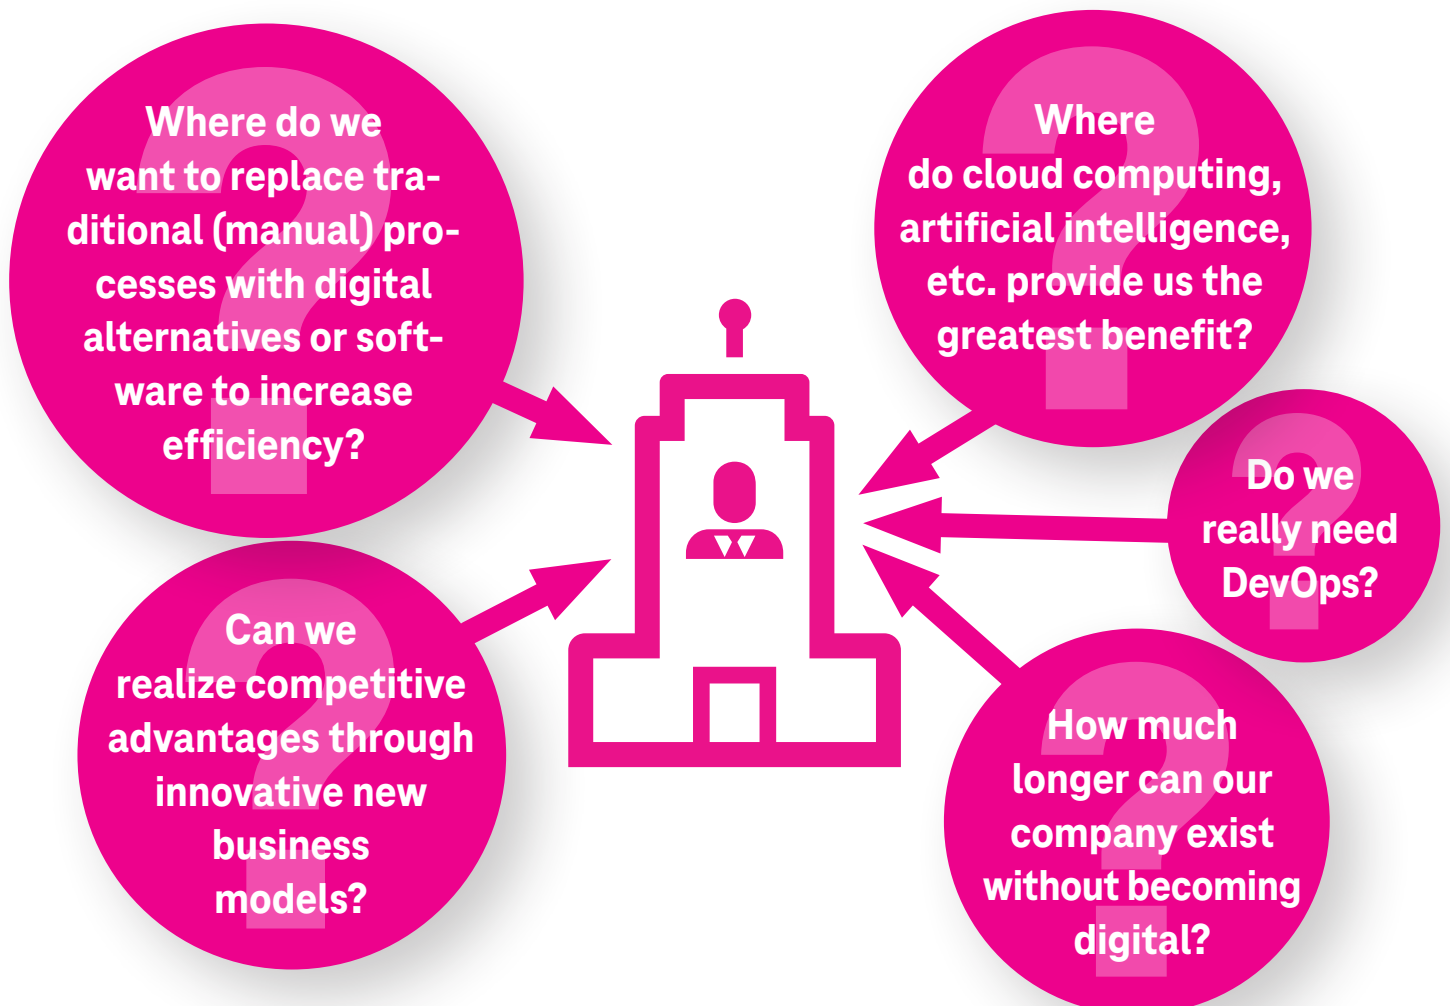 Where do we
want to replace tra-
ditional (manual) pro-
cesses with digital
alternatives or soft-
ware to increase
efficiency?
Where
do cloud computing,
artificial intelligence,
etc. provide us the
greatest benefit?
Do we
really need
DevOps?
Can we
realize competitive
advantages through
innovative new
business
models?
How much
longer can our
company exist
without becoming
digital?